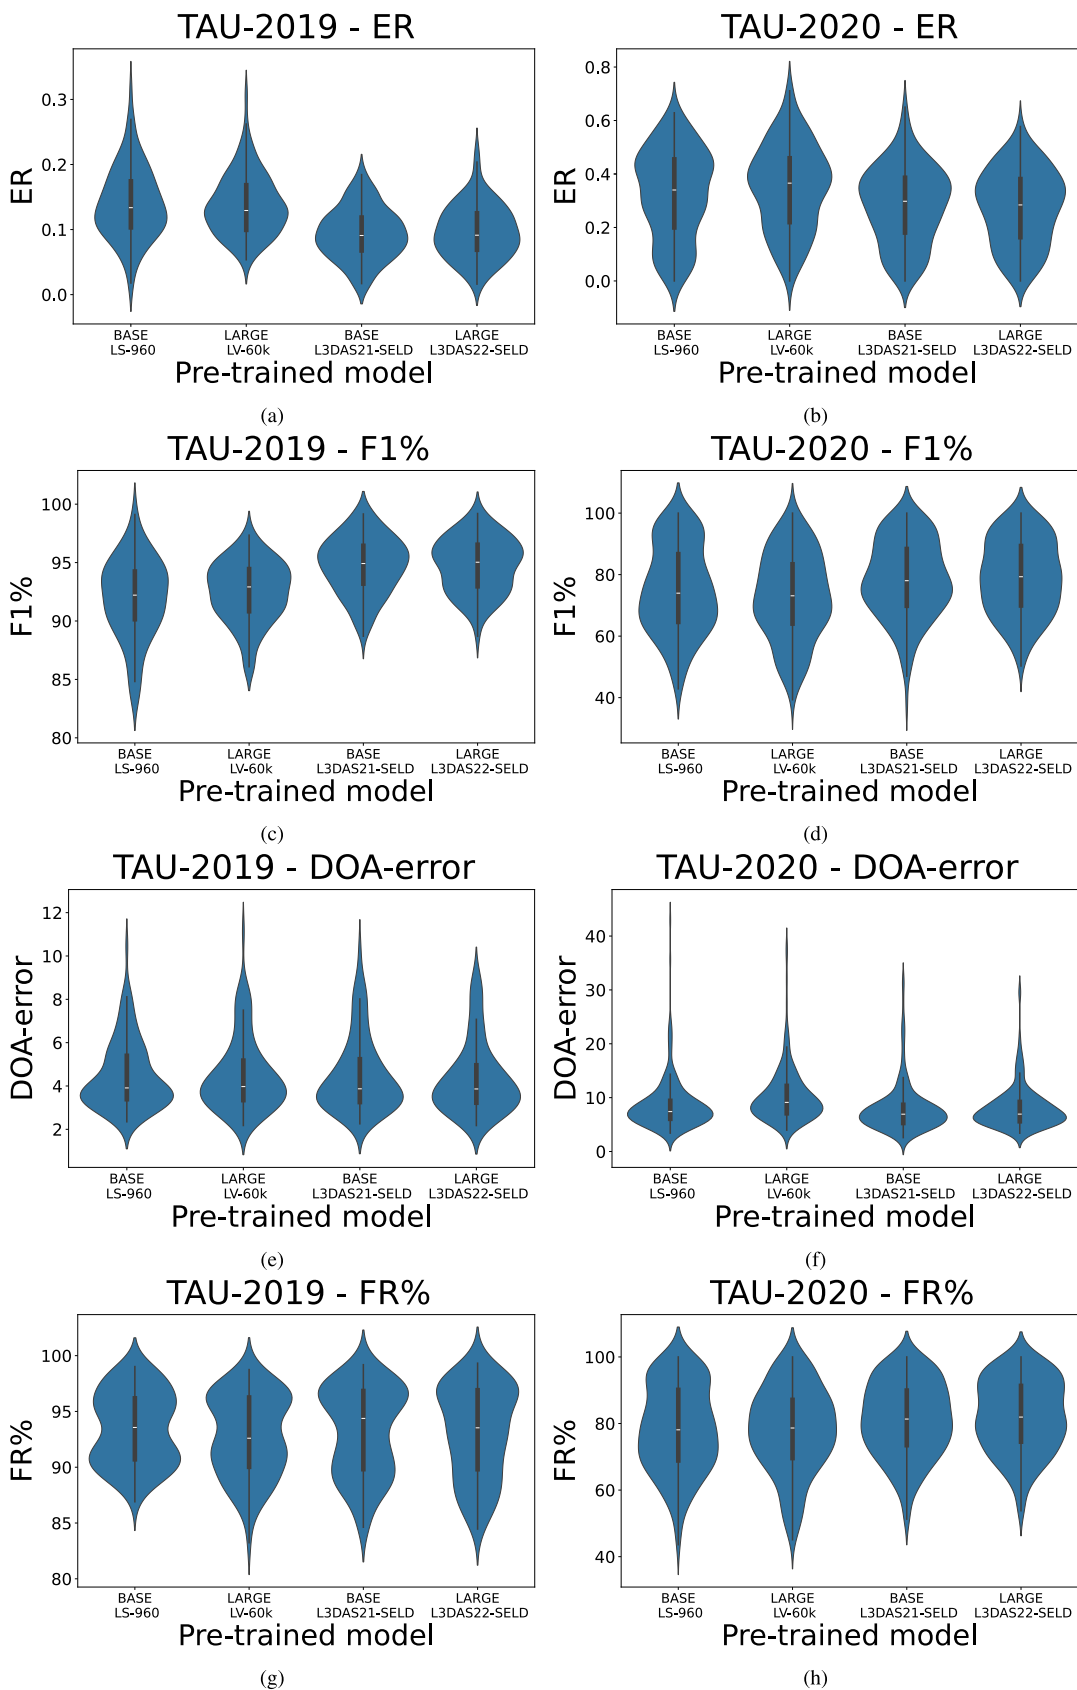 TAU-2019 - ER
ER
0.3
0.2
0.1
0.0
BASE
LS-960
LARGE
LV-60k
BASE
L3DAS21-SELD
LARGE
L3DAS22-SELD
Pre-trained model
(a)
TAU-2020 - ER
ER
0.8
0.6
0.4
0.2
0.0
BASE
LS-960
LARGE
LV-60k
BASE
L3DAS21-SELD
LARGE
L3DAS22-SELD
Pre-trained model
(b)
TAU-2019 - F1%
F1%
100
95
90
85
80
BASE
LS-960
LARGE
LV-60k
BASE
L3DAS21-SELD
LARGE
L3DAS22-SELD
Pre-trained model
(c)
TAU-2020 - F1%
F1%
100
80
60
40
BASE
LS-960
LARGE
LV-60k
BASE
L3DAS21-SELD
LARGE
L3DAS22-SELD
Pre-trained model
(d)
TAU-2019 - DOA-error
DOA-error
12
10
8
6
4
2
BASE
LS-960
LARGE
LV-60k
BASE
L3DAS21-SELD
LARGE
L3DAS22-SELD
Pre-trained model
(e)
TAU-2020 - DOA-error
DOA-error
40
30
20
10
0
BASE
LS-960
LARGE
LV-60k
BASE
L3DAS21-SELD
LARGE
L3DAS22-SELD
Pre-trained model
(f)
TAU-2019 - FR%
FR%
100
95
90
85
80
BASE
LS-960
LARGE
LV-60k
BASE
L3DAS21-SELD
LARGE
L3DAS22-SELD
Pre-trained model
(g)
TAU-2020 - FR%
FR%
100
80
60
40
BASE
LS-960
LARGE
LV-60k
BASE
L3DAS21-SELD
LARGE
L3DAS22-SELD
Pre-trained model
(h)